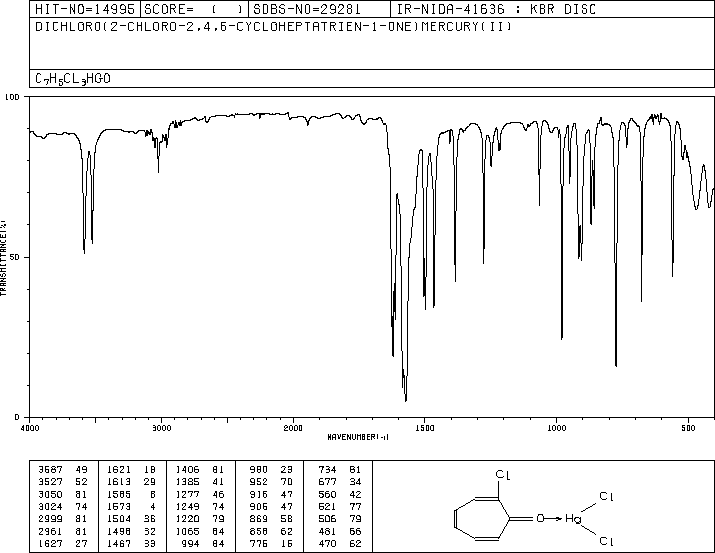 HIT-NO=14995 SCORE= ( ) SDBS-NO=29281 IR-NIDA-41636 : KBR DISC
DICHLORO(2-CHLORO-2,4,6-CYCLOHEPTATRIEN-1-ONE)MERCURY(II)
C7H5CL3HGO
100
50
0
TRANSMITTANCE(%)
4000 3000 2000 1500 1000 500
WAVENUMBER(-1)
3587 49 1621 18 1406 81 980 23 734 81
3527 52 1613 29 1385 41 952 70 677 34
3050 81 1585 8 1277 46 916 47 560 42
3024 74 1573 4 1249 74 906 47 521 77
2999 81 1504 36 1220 79 869 58 506 79
2961 81 1498 32 1065 64 858 62 481 66
1627 27 1467 33 994 84 776 16 470 62
Cl
O→Hg
Cl
Cl